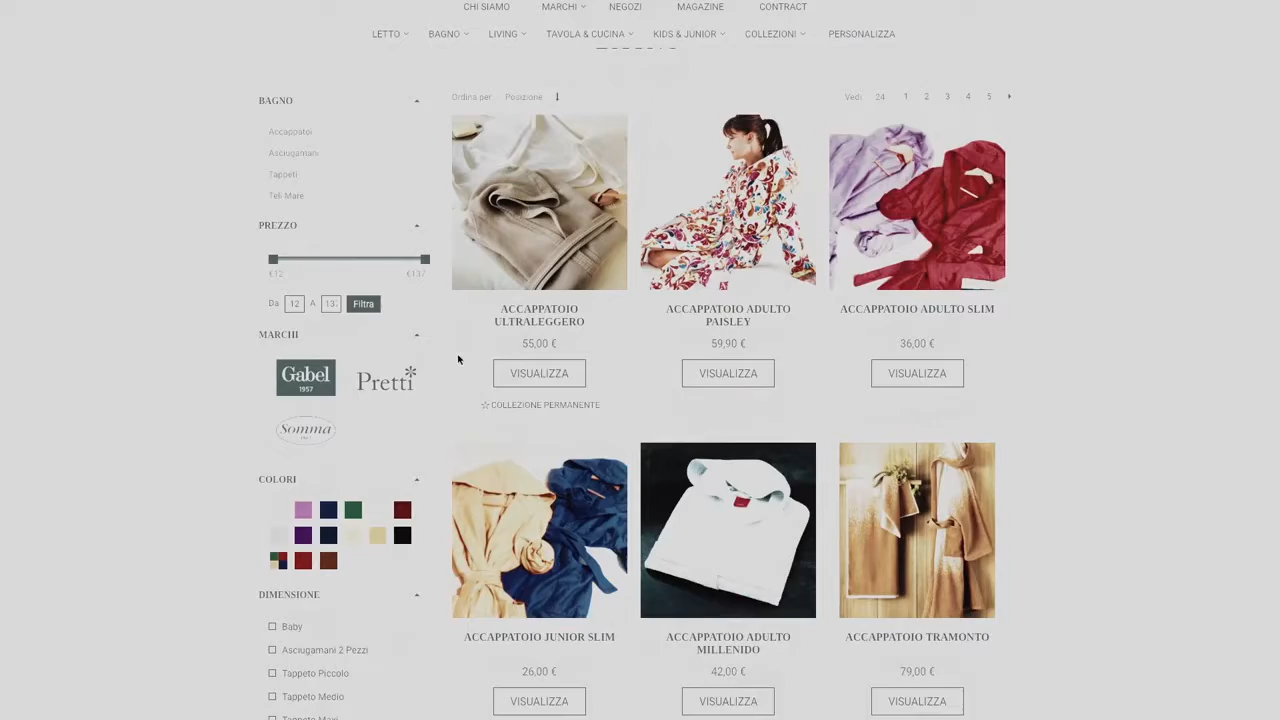 CHI SIAMO MARCHI NEGOZI MAGAZINE CONTRACT
LETTO BAGNO LIVING TAVOLA & CUCINA KIDS & JUNIOR COLLEZIONI PERSONALIZZA
BAGNO
Accappatoi
Asciugamani
Tappeti
Teli Mare
PREZZO
€12 €137
Da 12 A 13 Filtra
MARCHI
Gabel
1957
Pretti*
Somma
COLORI
DIMENSIONE
Baby
Asciugamani 2 Pezzi
Tappeto Piccolo
Tappeto Medio
Tappeto Maxi
Ordina per Posizione
Vedi 24 1 2 3 4 5
ACCAPPATOIO
ULTRALEGGERO
55,00 €
VISUALIZZA
☆ COLLEZIONE PERMANENTE
ACCAPPATOIO ADULTO
PAISLEY
59,90 €
VISUALIZZA
ACCAPPATOIO ADULTO SLIM
36,00 €
VISUALIZZA
ACCAPPATOIO JUNIOR SLIM
26,00 €
VISUALIZZA
ACCAPPATOIO ADULTO
MILLENIDO
42,00 €
VISUALIZZA
ACCAPPATOIO TRAMONTO
79,00 €
VISUALIZZA